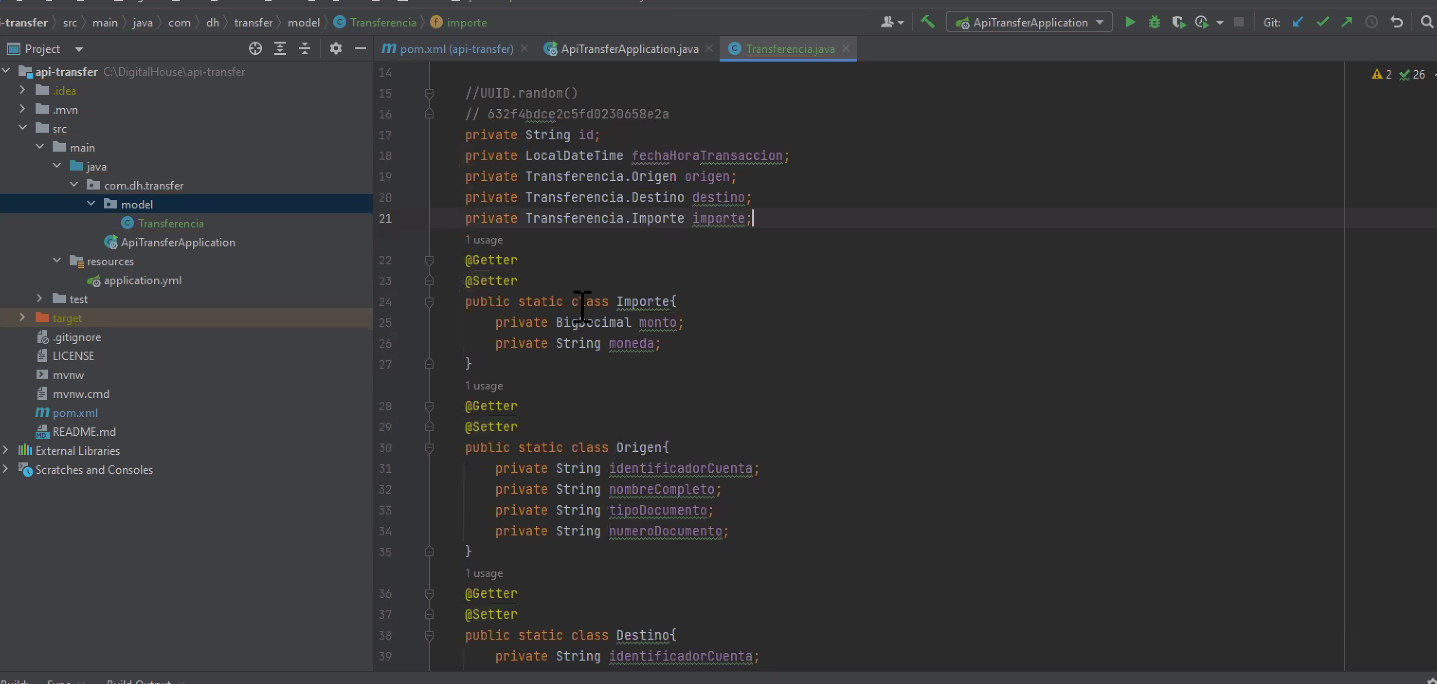 -transfer > src > main > java > com > dh > transfer > model > Transferencia > importe
ApiTransferApplication
Git:
Project
pom.xml (api-transfer)
ApiTransferApplication.java
Transferencia.java
api-transfer C:\DigitalHouse\api-transfer
.idea
.mvn
src
main
java
com.dh.transfer
model
Transferencia
ApiTransferApplication
resources
application.yml
test
target
.gitignore
LICENSE
mvnw
mvnw.cmd
pom.xml
README.md
External Libraries
Scratches and Consoles
2 26
14
15 //UUID.random()
16 // 632f4bdce2c5fd0230658e2a
17 private String id;
18 private LocalDateTime fechaHoraTransaccion;
19 private Transferencia.Origen origen;
20 private Transferencia.Destino destino;
21 private Transferencia.Importe importe;
1 usage
22 @Getter
23 @Setter
24 public static class Importe{
25 private BigDecimal monto;
26 private String moneda;
27 }
1 usage
28 @Getter
29 @Setter
30 public static class Origen{
31 private String identificadorCuenta;
32 private String nombreCompleto;
33 private String tipoDocumento;
34 private String numeroDocumento;
35 }
1 usage
36 @Getter
37 @Setter
38 public static class Destino{
39 private String identificadorCuenta;